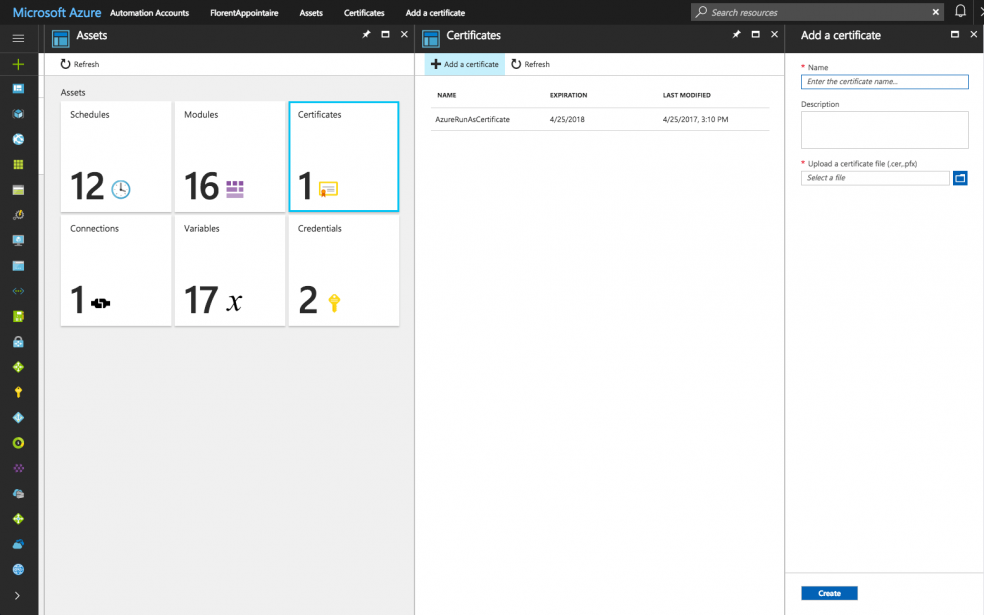 Microsoft Azure Automation Accounts FlorentAppointaire Assets Certificates Add a certificate Search resources
Assets
Refresh
Assets
Schedules
12
Modules
16
Certificates
1
Connections
1
Variables
17 x
Credentials
2
Certificates
Add a certificate Refresh
NAME EXPIRATION LAST MODIFIED
AzureRunAsCertificate 4/25/2018 4/25/2017, 3:10 PM
Add a certificate
* Name
Enter the certificate name...
Description
* Upload a certificate file (.cer,.pfx)
Select a file
Create